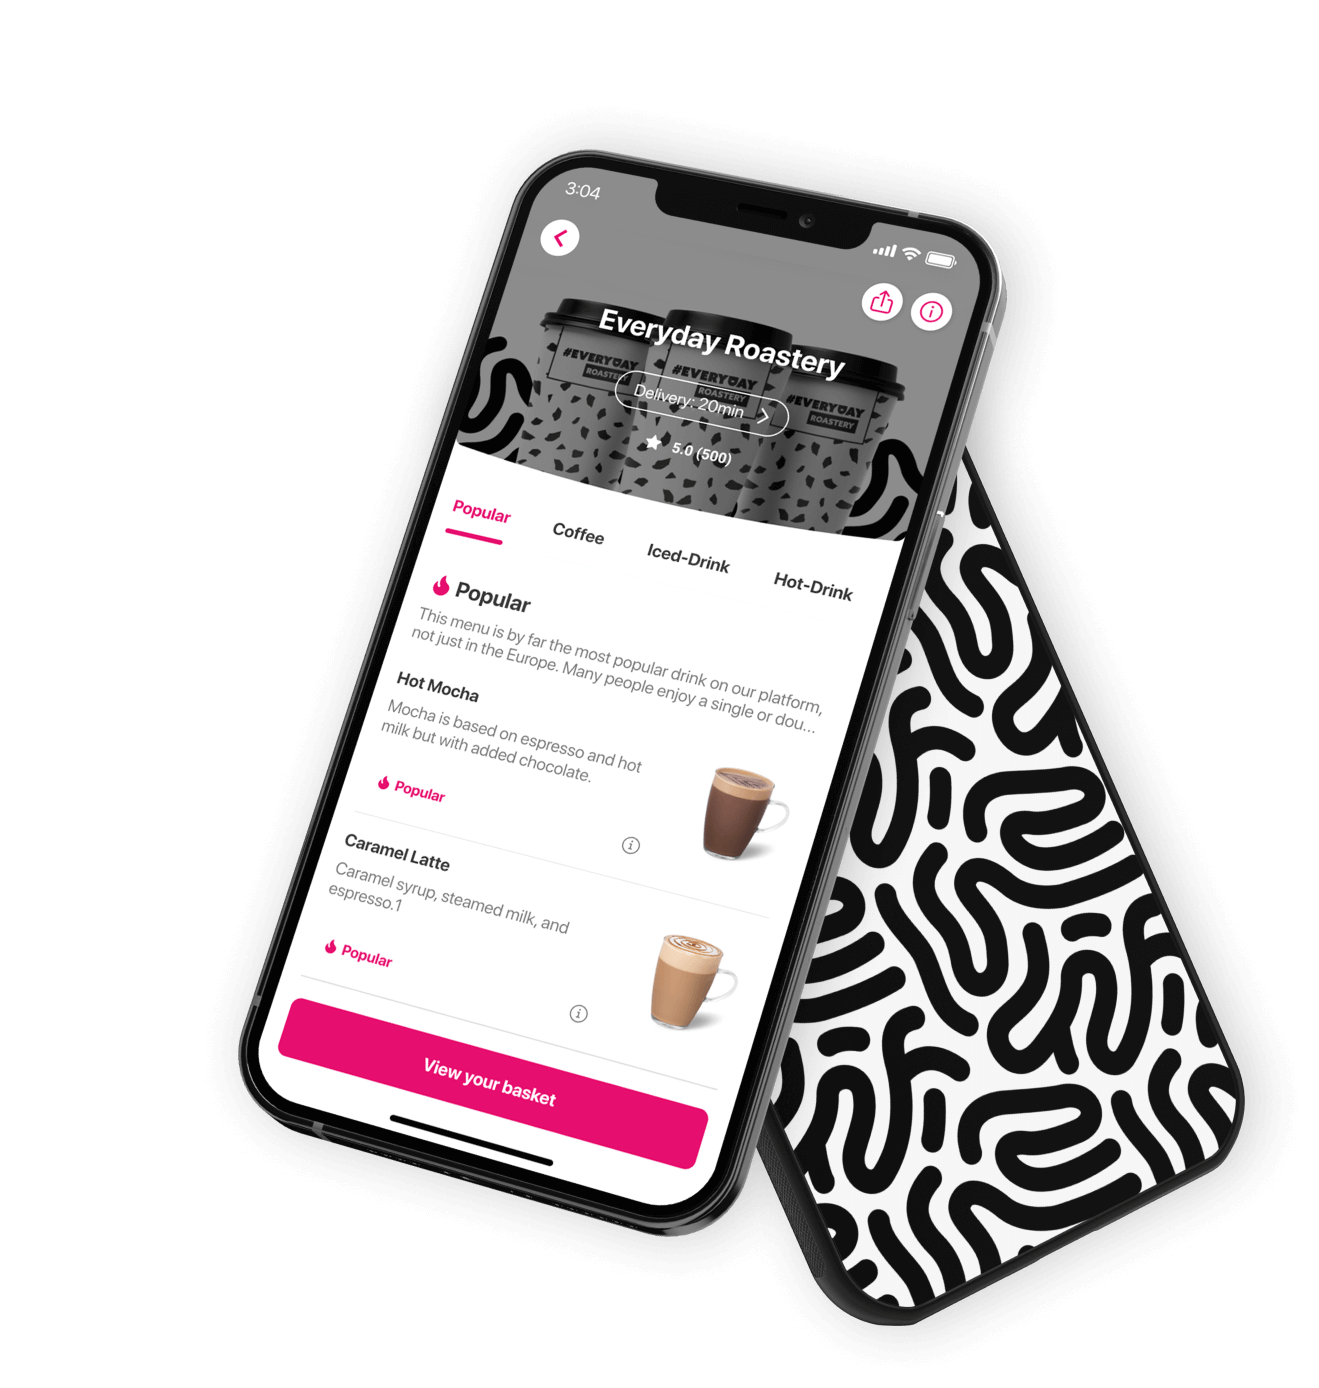 3:04
Everyday Roastery
#EVERYDAY
ROASTERY
#EVERYDAY
ROASTERY
#EVERYDAY
ROASTERY
Delivery: 20min
5.0 (500)
Popular
Coffee
Iced-Drink
Hot-Drink
Popular
This menu is by far the most popular drink on our platform,
not just in the Europe. Many people enjoy a single or dou...
Hot Mocha
Mocha is based on espresso and hot
milk but with added chocolate.
Popular
Caramel Latte
Caramel syrup, steamed milk, and
espresso.1
Popular
View your basket